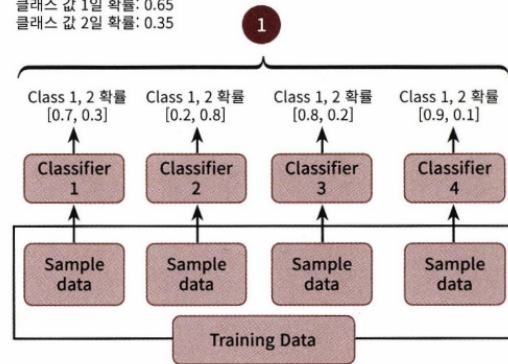 클래스 값 1일 확률: 0.65
클래스 값 2일 확률: 0.35
1
Class 1, 2 확률
[0.7, 0.3]
Class 1, 2 확률
[0.2, 0.8]
Class 1, 2 확률
[0.8, 0.2]
Class 1, 2 확률
[0.9, 0.1]
Classifier
1
Classifier
2
Classifier
3
Classifier
4
Sample
data
Sample
data
Sample
data
Sample
data
Training Data